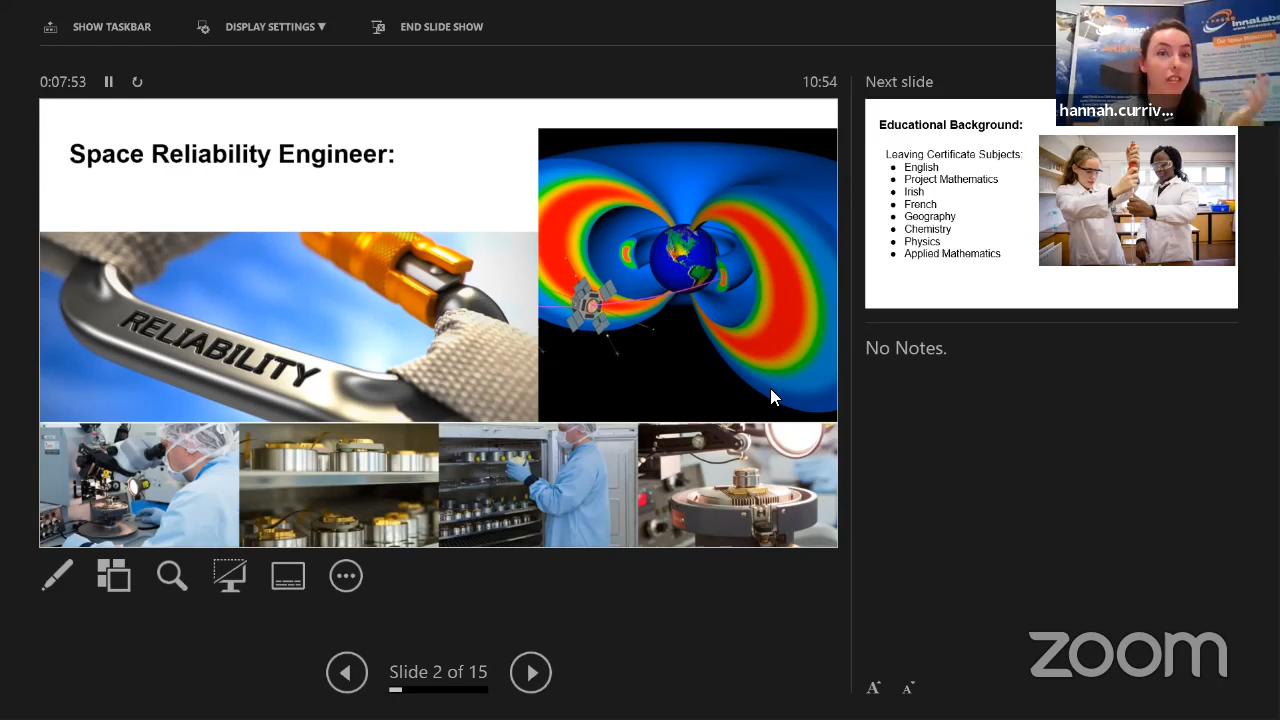 SHOW TASKBAR
DISPLAY SETTINGS ▼
END SLIDE SHOW
0:07:53
10:54
Next slide
InnaLabs
hannah.curriv...
Space Reliability Engineer:
RELIABILITY
Educational Background:
Leaving Certificate Subjects:
● English
● Project Mathematics
● Irish
● French
● Geography
● Chemistry
● Physics
● Applied Mathematics
No Notes.
Slide 2 of 15
zoom
A
A